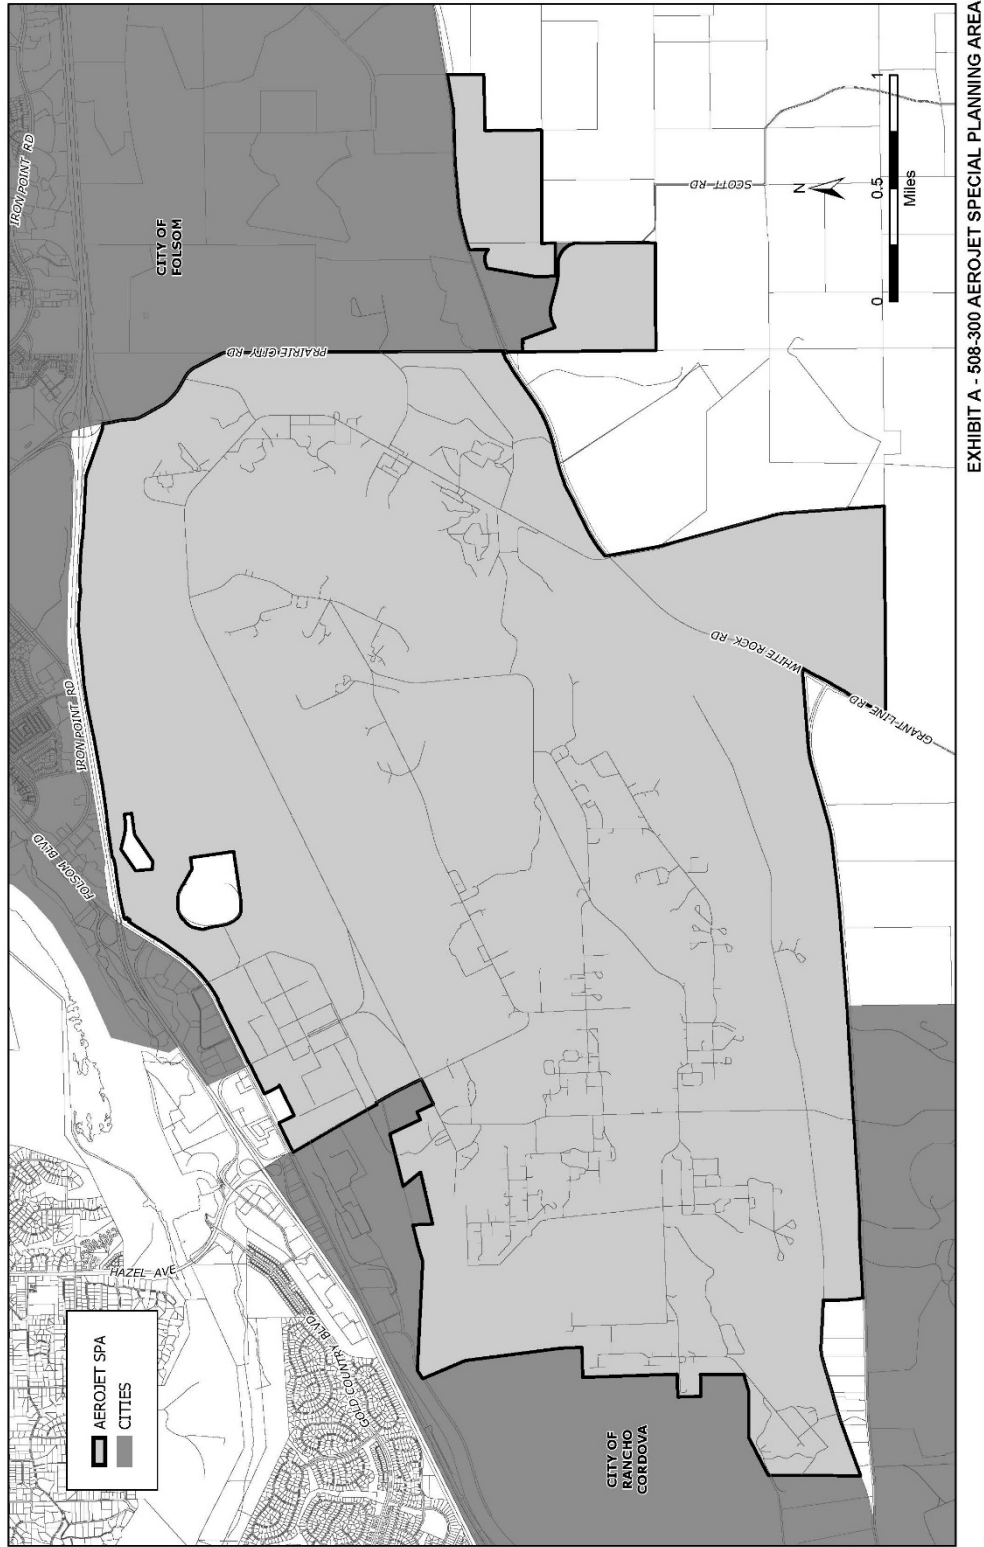 IRON POINT RD
CITY OF
FOLSOM
PRAIRIE CITY RD
IRON POINT RD
FOLSOM BLVD
SCOTT RD
N
0
0.5
1
Miles
WHITE ROCK RD
GRANT LINE RD
HAZEL AVE
GOLD COUNTRY BLVD
AEROJET SPA
CITIES
CITY OF
RANCHO
CORDOVA
EXHIBIT A - 508-300 AEROJET SPECIAL PLANNING AREA